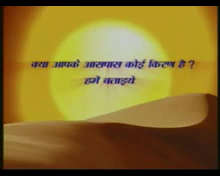 क्या आपके आसपास कोई किरण है ?
हमें बताइये